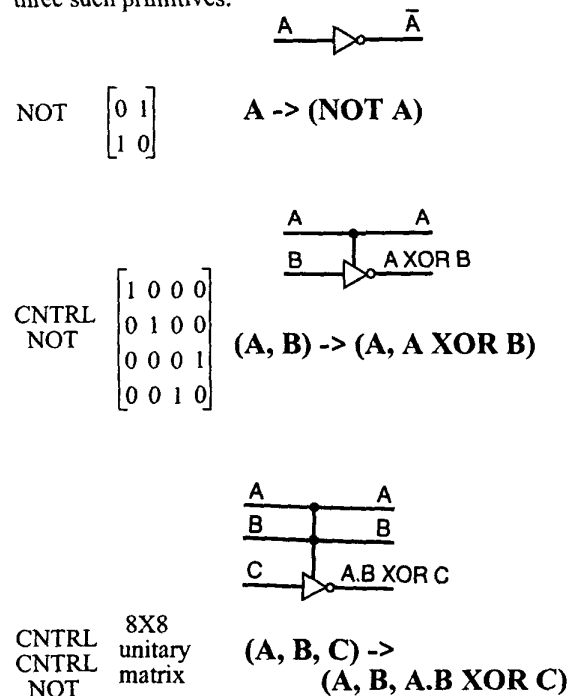 three such primitives.
A Ā
NOT [0 1] A -> (NOT A)
[1 0]
A A
B A XOR B
CNTRL NOT
[1 0 0 0]
[0 1 0 0]
[0 0 0 1]
[0 0 1 0]
(A, B) -> (A, A XOR B)
A A
B B
C A.B XOR C
CNTRL CNTRL NOT
8X8 unitary matrix
(A, B, C) ->
(A, B, A.B XOR C)